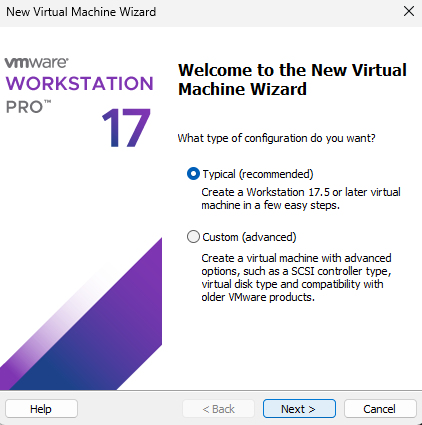 New Virtual Machine Wizard
vmware®
WORKSTATION
PRO™
17
Welcome to the New Virtual
Machine Wizard
What type of configuration do you want?
Typical (recommended)
Create a Workstation 17.5 or later virtual
machine in a few easy steps.
Custom (advanced)
Create a virtual machine with advanced
options, such as a SCSI controller type,
virtual disk type and compatibility with
older VMware products.
Help
< Back
Next >
Cancel